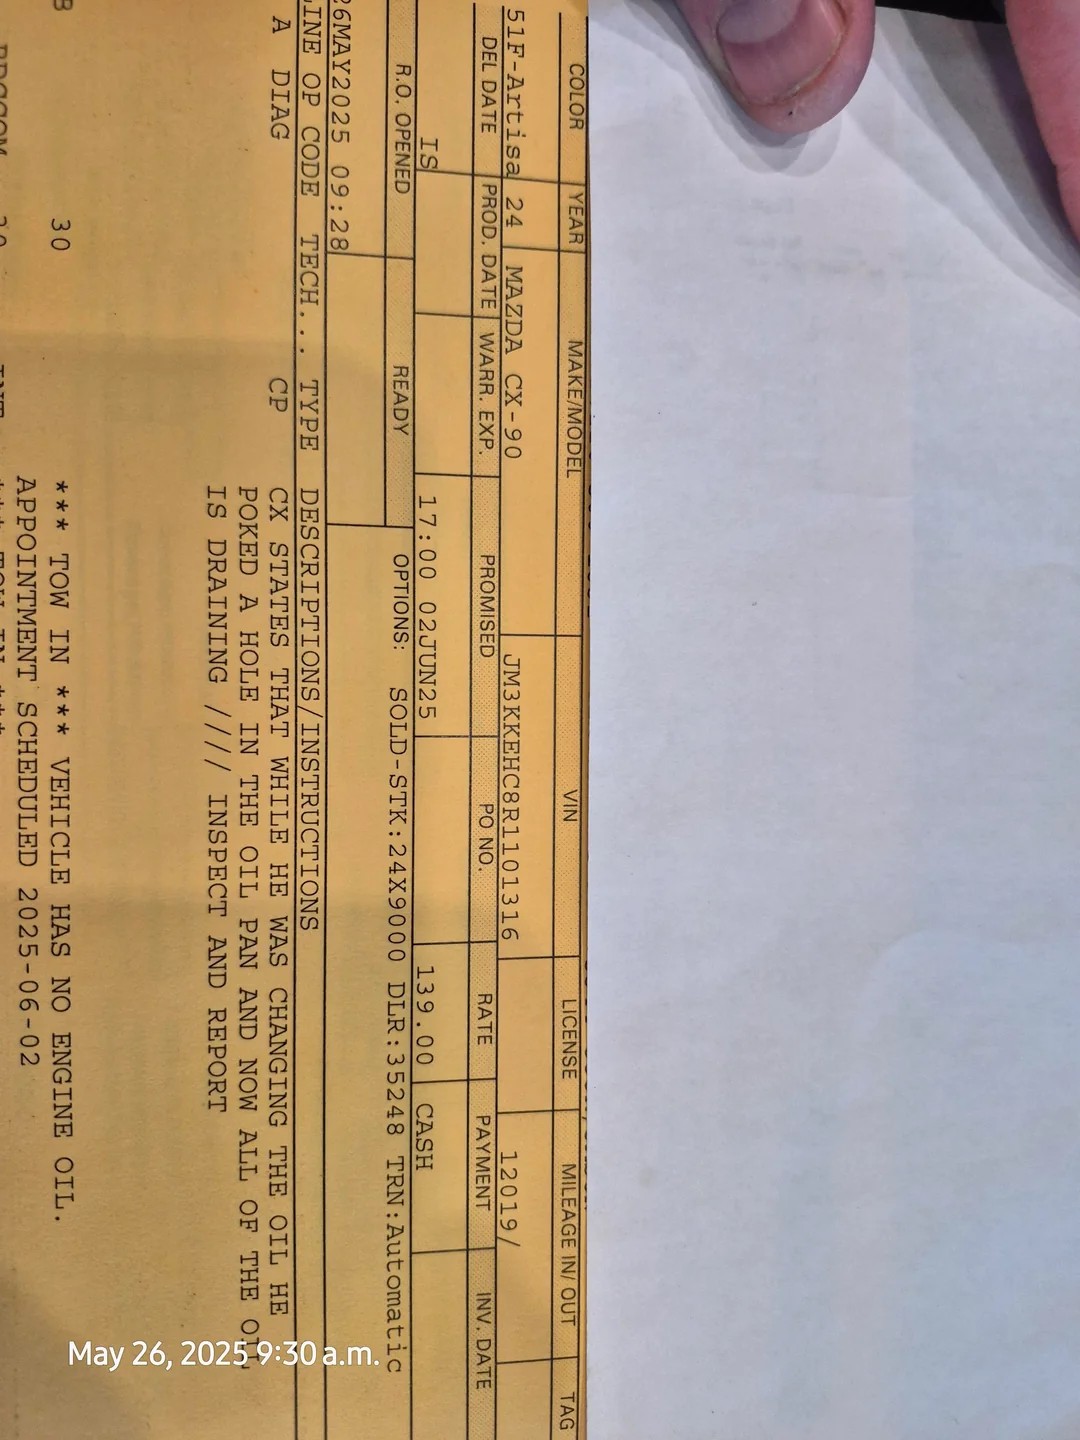 COLOR YEAR MAKE/MODEL VIN LICENSE MILEAGE IN/ OUT TAG
51F-Artisa 24 MAZDA CX-90 JM3KKEHC8R1101316 12019/
DEL DATE PROD. DATE WARR. EXP. PROMISED PO NO. RATE PAYMENT INV. DATE
IS 17:00 02JUN25 139.00 CASH
R.O. OPENED READY OPTIONS: SOLD-STK:24X9000 DLR:35248 TRN:Automatic
26MAY2025 09:28
LINE OP CODE TECH... TYPE DESCRIPTIONS/INSTRUCTIONS
A DIAG CP CX STATES THAT WHILE HE WAS CHANGING THE OIL HE
POKED A HOLE IN THE OIL PAN AND NOW ALL OF THE OIL
IS DRAINING //// INSPECT AND REPORT
B 30 *** TOW IN *** VEHICLE HAS NO ENGINE OIL.
APPOINTMENT SCHEDULED 2025-06-02
*** TOW IN ***
May 26, 2025 9:30 a.m.